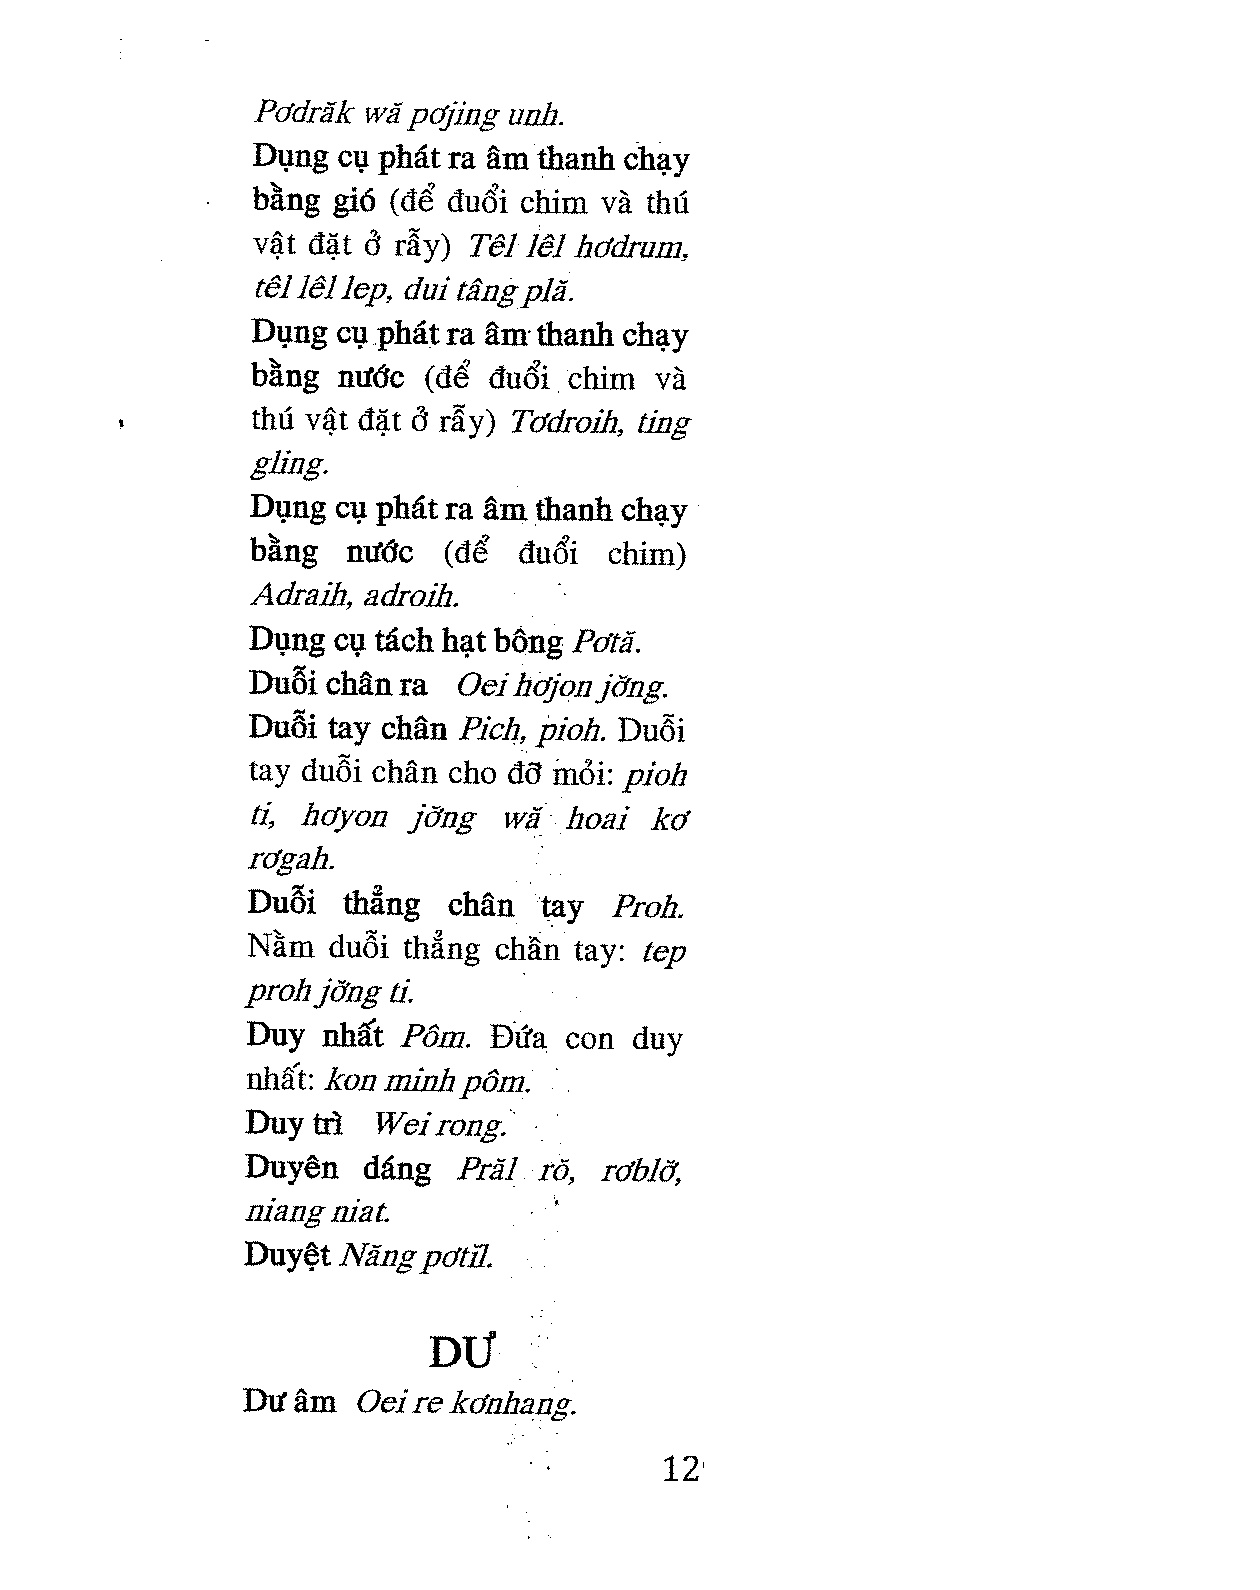 Pơdrăk wă pơjing unh.
Dụng cụ phát ra âm thanh chạy
bằng gió (để đuổi chim và thú
vật đặt ở rẫy) Têl lêl hơdrum,
têl lêl lep, dui tâng plă.
Dụng cụ phát ra âm thanh chạy
bằng nước (để đuổi chim và
thú vật đặt ở rẫy) Tơdroih, ting
gling.
Dụng cụ phát ra âm thanh chạy
bằng nước (để đuổi chim)
Adraih, adroih.
Dụng cụ tách hạt bông Pơtă.
Duỗi chân ra Oei hơjon jơ̆ng.
Duỗi tay chân Pich, pioh. Duỗi
tay duỗi chân cho đỡ mỏi: pioh
ti, hơyon jơ̆ng wă hoai kơ
rơgah.
Duỗi thẳng chân tay Proh.
Nằm duỗi thẳng chân tay: tep
proh jơ̆ng ti.
Duy nhất Pôm. Đứa con duy
nhất: kon minh pôm.
Duy trì Wei rong.
Duyên dáng Prăl rŏ, rơblơ̆,
niang niat.
Duyệt Năng pơtĭl.
DƯ
Dư âm Oei re kơnhang.
12